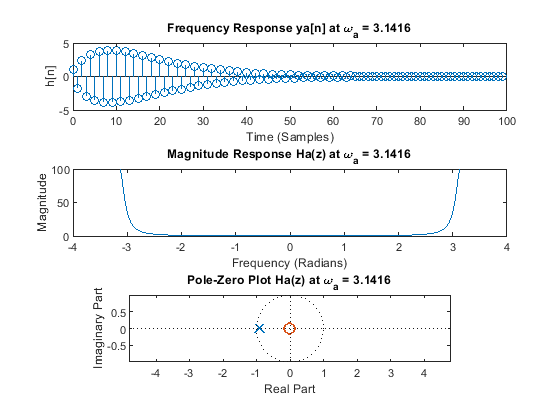 Frequency Response ya[n] at ωa = 3.1416
h[n]
5
0
-5
0 10 20 30 40 50 60 70 80 90 100
Time (Samples)
Magnitude Response Ha(z) at ωa = 3.1416
Magnitude
100
50
0
-4 -3 -2 -1 0 1 2 3 4
Frequency (Radians)
Pole-Zero Plot Ha(z) at ωa = 3.1416
Imaginary Part
0.5
0
-0.5
-4 -3 -2 -1 0 1 2 3 4
Real Part